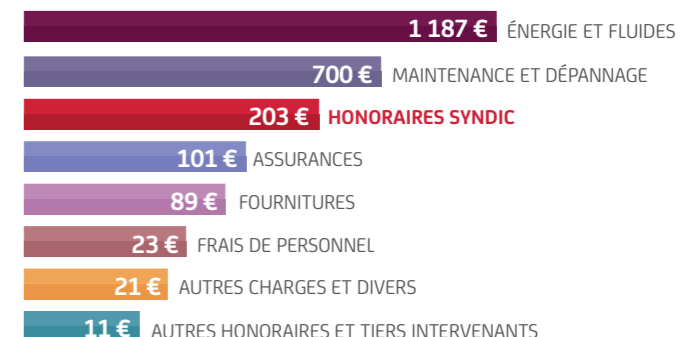 1 187 € ÉNERGIE ET FLUIDES
700 € MAINTENANCE ET DÉPANNAGE
203 € HONORAIRES SYNDIC
101 € ASSURANCES
89 € FOURNITURES
23 € FRAIS DE PERSONNEL
21 € AUTRES CHARGES ET DIVERS
11 € AUTRES HONORAIRES ET TIERS INTERVENANTS